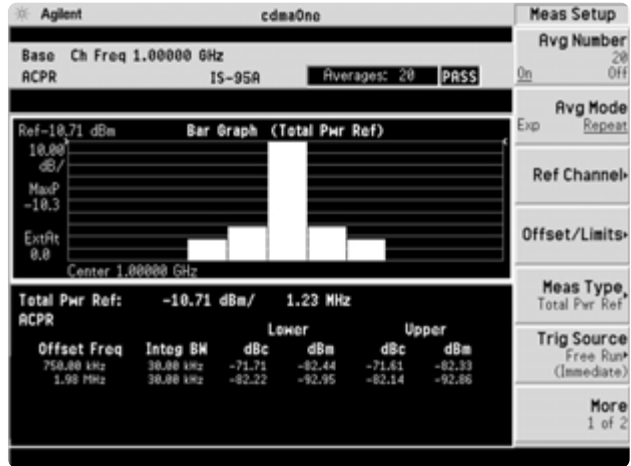 Agilent cdmaOne Meas Setup
Base Ch Freq 1.00000 GHz
ACPR IS-95A Averages: 20 PASS
Avg Number
20
On Off
Avg Mode
Exp Repeat
Ref Channel
Offset/Limits
Meas Type
Total Pwr Ref
Trig Source
Free Run
(Immediate)
More
1 of 2
Ref-10.71 dBm Bar Graph (Total Pwr Ref)
10.00
dB/
MaxP
-10.3
ExtAt
0.0
Center 1.00000 GHz
Total Pwr Ref: -10.71 dBm/ 1.23 MHz
ACPR
Lower Upper
Offset Freq Integ BW dBc dBm dBc dBm
750.00 kHz 30.00 kHz -71.71 -82.44 -71.61 -82.33
1.98 MHz 30.00 kHz -82.22 -92.95 -82.14 -92.86